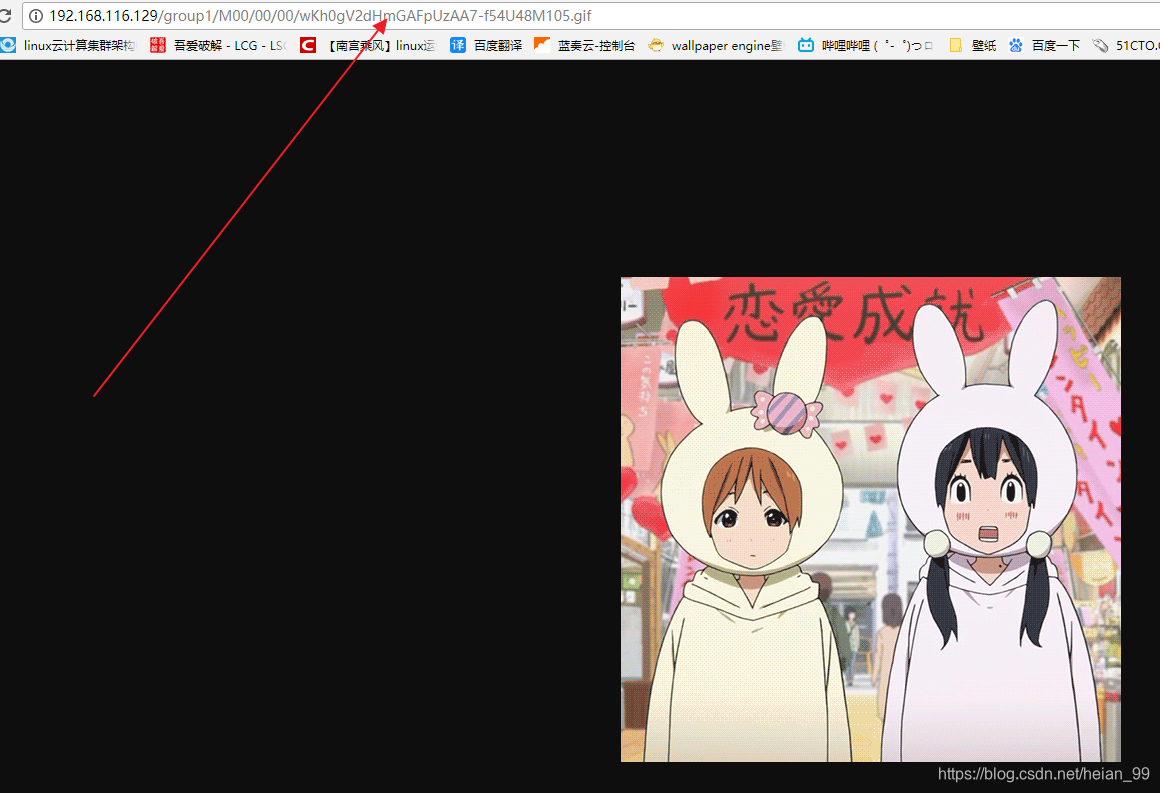 192.168.116.129/group1/M00/00/00/wKh0gV2dHmGAFpUzAA7-f54U48M105.gif
linux云计算集群架构 吾爱破解 - LCG - LS 【南宫乘风】linux运 百度翻译 蓝奏云-控制台 wallpaper engine壁 哔哩哔哩 ( ゜- ゜)つロ 壁纸 百度一下 51CTO.
恋愛成就
https://blog.csdn.net/heian_99